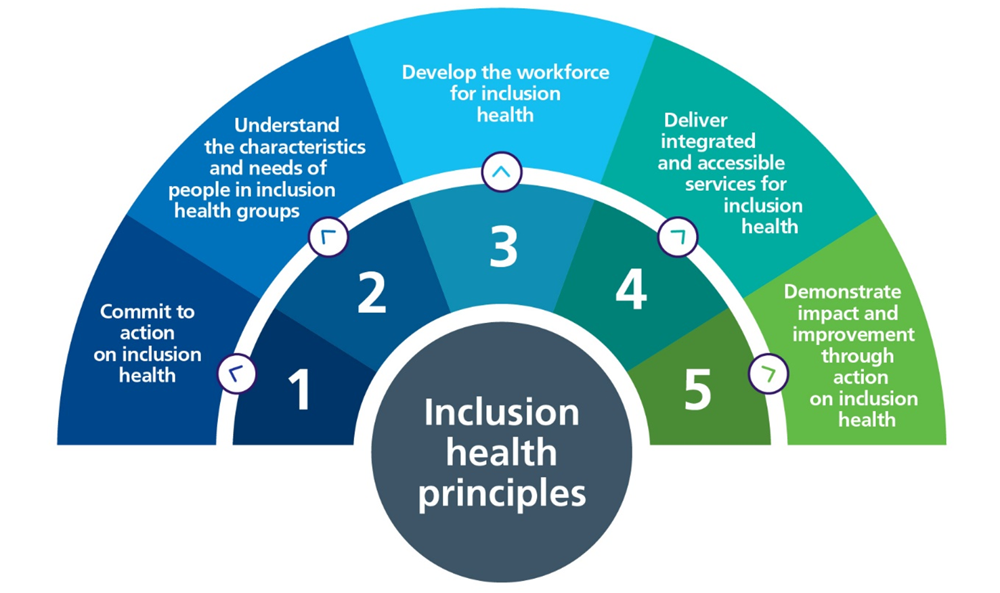 Commit to
action
on inclusion
health
1
Understand
the characteristics
and needs of
people in inclusion
health groups
2
Develop the workforce
for inclusion
health
3
Deliver
integrated
and accessible
services for
inclusion
health
4
Demonstrate
impact and
improvement
through
action
on inclusion
health
5
Inclusion
health
principles